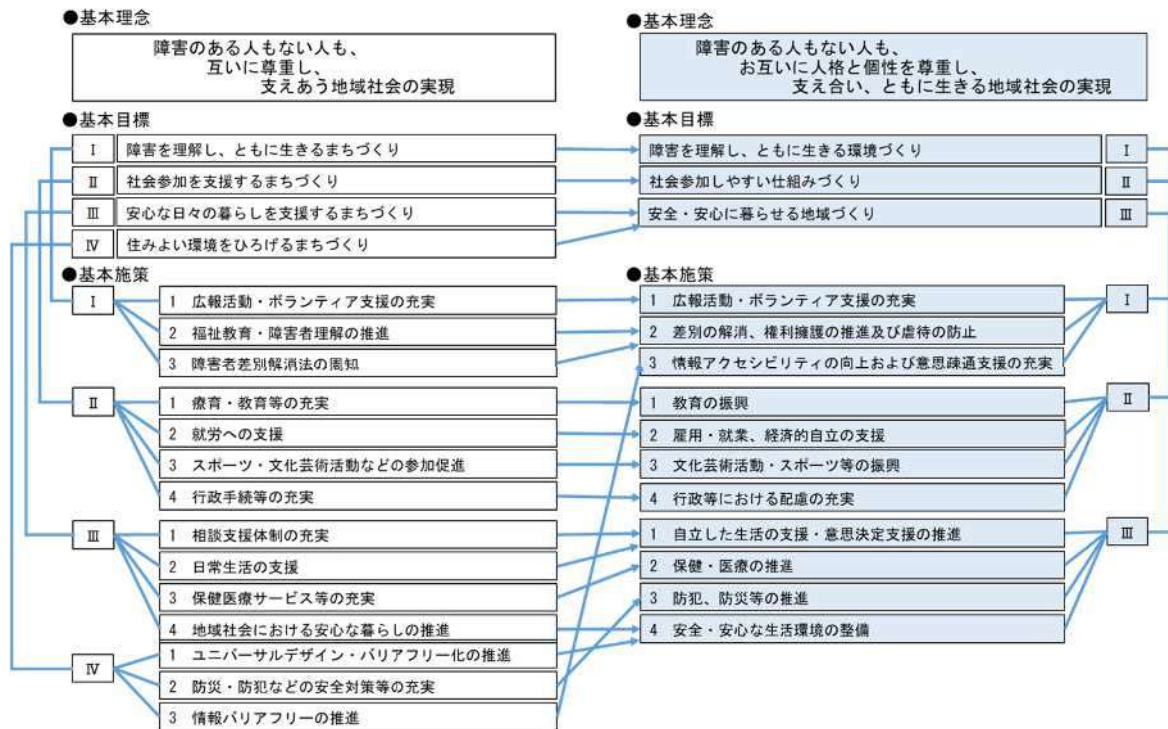 ●基本理念
障害のある人もない人も、
互いに尊重し、
支えあう地域社会の実現
●基本目標
Ⅰ 障害を理解し、ともに生きるまちづくり
Ⅱ 社会参加を支援するまちづくり
Ⅲ 安心な日々の暮らしを支援するまちづくり
Ⅳ 住みよい環境をひろげるまちづくり
●基本施策
Ⅰ
1 広報活動・ボランティア支援の充実
2 福祉教育・障害者理解の推進
3 障害者差別解消法の周知
Ⅱ
1 療育・教育等の充実
2 就労への支援
3 スポーツ・文化芸術活動などの参加促進
4 行政手続等の充実
Ⅲ
1 相談支援体制の充実
2 日常生活の支援
3 保健医療サービス等の充実
4 地域社会における安心な暮らしの推進
Ⅳ
1 ユニバーサルデザイン・バリアフリー化の推進
2 防災・防犯などの安全対策等の充実
3 情報バリアフリーの推進
●基本理念
障害のある人もない人も、
お互いに人格と個性を尊重し、
支え合い、ともに生きる地域社会の実現
●基本目標
障害を理解し、ともに生きる環境づくり Ⅰ
社会参加しやすい仕組みづくり Ⅱ
安全・安心に暮らせる地域づくり Ⅲ
●基本施策
1 広報活動・ボランティア支援の充実
2 差別の解消、権利擁護の推進及び虐待の防止
3 情報アクセシビリティの向上および意思疎通支援の充実
Ⅰ
1 教育の振興
2 雇用・就業、経済的自立の支援
3 文化芸術活動・スポーツ等の振興
4 行政等における配慮の充実
Ⅱ
1 自立した生活の支援・意思決定支援の推進
2 保健・医療の推進
3 防犯、防災等の推進
4 安全・安心な生活環境の整備
Ⅲ